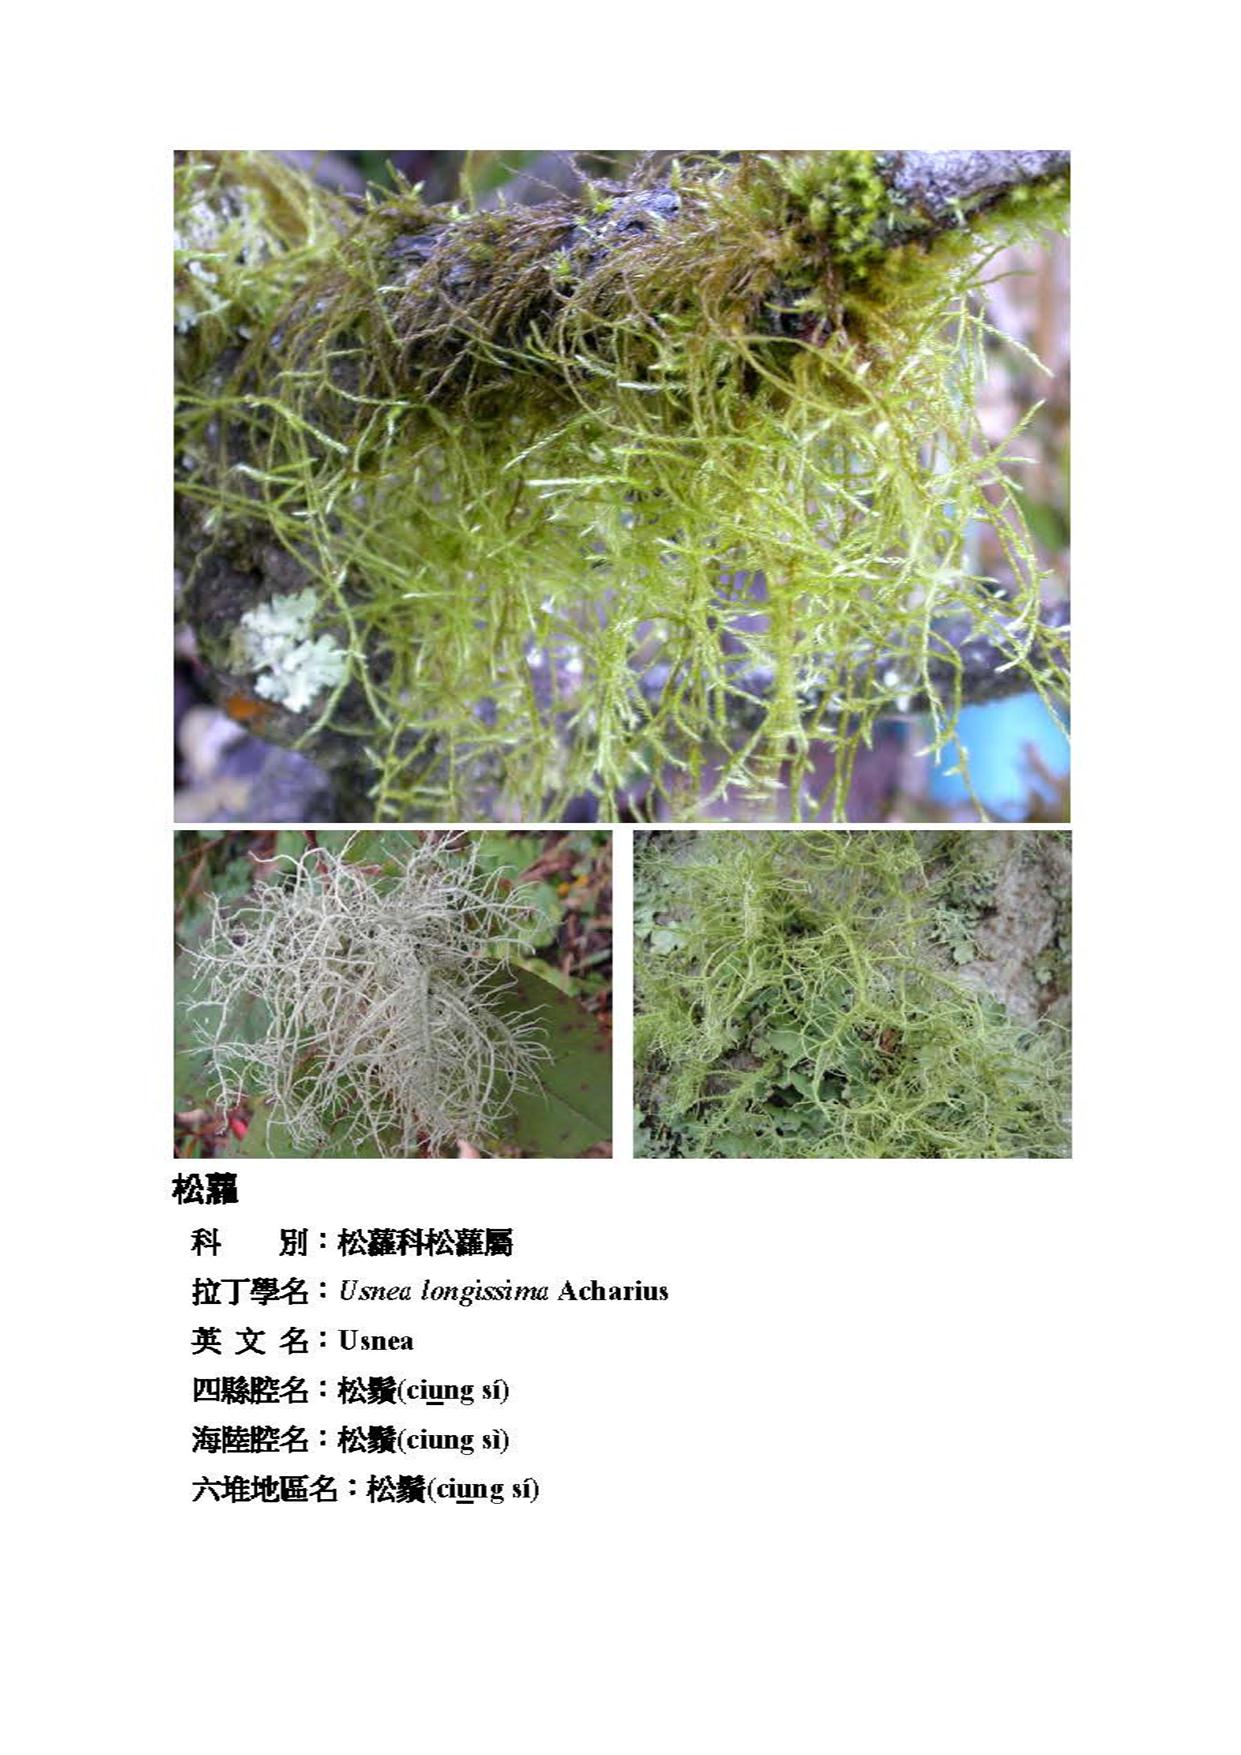 松蘿
科　　別：松蘿科松蘿屬
拉丁學名：Usnea longissima Acharius
英 文 名：Usnea
四縣腔名：松鬚(ciung sí)
海陸腔名：松鬚(ciung sì)
六堆地區名：松鬚(ciung sí)